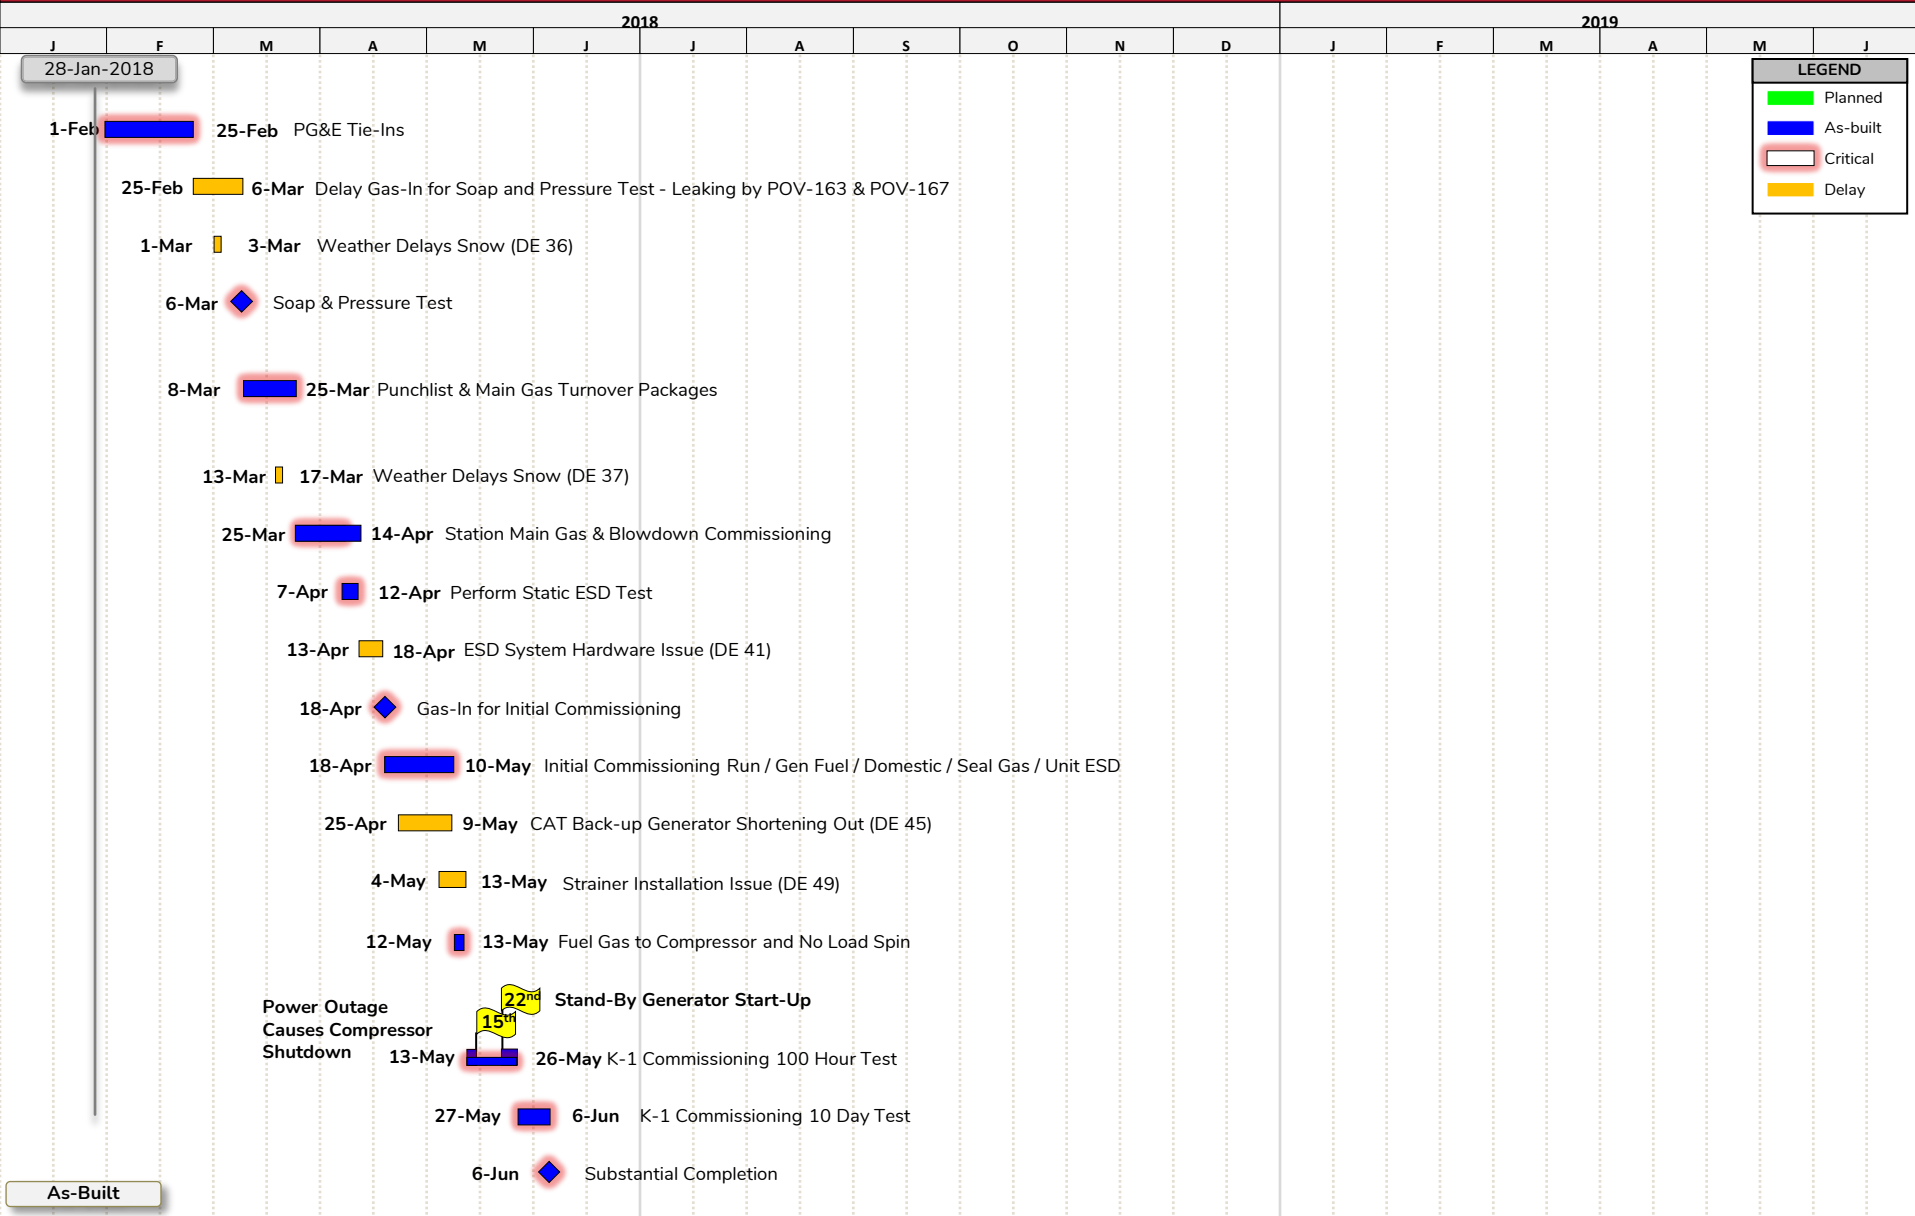 2018 2019
J F M A M J J A S O N D J F M A M J
28-Jan-2018
LEGEND
Planned
As-built
Critical
Delay
1-Feb 25-Feb PG&E Tie-Ins
25-Feb 6-Mar Delay Gas-In for Soap and Pressure Test - Leaking by POV-163 & POV-167
1-Mar 3-Mar Weather Delays Snow (DE 36)
6-Mar Soap & Pressure Test
8-Mar 25-Mar Punchlist & Main Gas Turnover Packages
13-Mar 17-Mar Weather Delays Snow (DE 37)
25-Mar 14-Apr Station Main Gas & Blowdown Commissioning
7-Apr 12-Apr Perform Static ESD Test
13-Apr 18-Apr ESD System Hardware Issue (DE 41)
18-Apr Gas-In for Initial Commissioning
18-Apr 10-May Initial Commissioning Run / Gen Fuel / Domestic / Seal Gas / Unit ESD
25-Apr 9-May CAT Back-up Generator Shortening Out (DE 45)
4-May 13-May Strainer Installation Issue (DE 49)
12-May 13-May Fuel Gas to Compressor and No Load Spin
22nd Stand-By Generator Start-Up
Power Outage
Causes Compressor
Shutdown
15th
13-May 26-May K-1 Commissioning 100 Hour Test
27-May 6-Jun K-1 Commissioning 10 Day Test
6-Jun Substantial Completion
As-Built